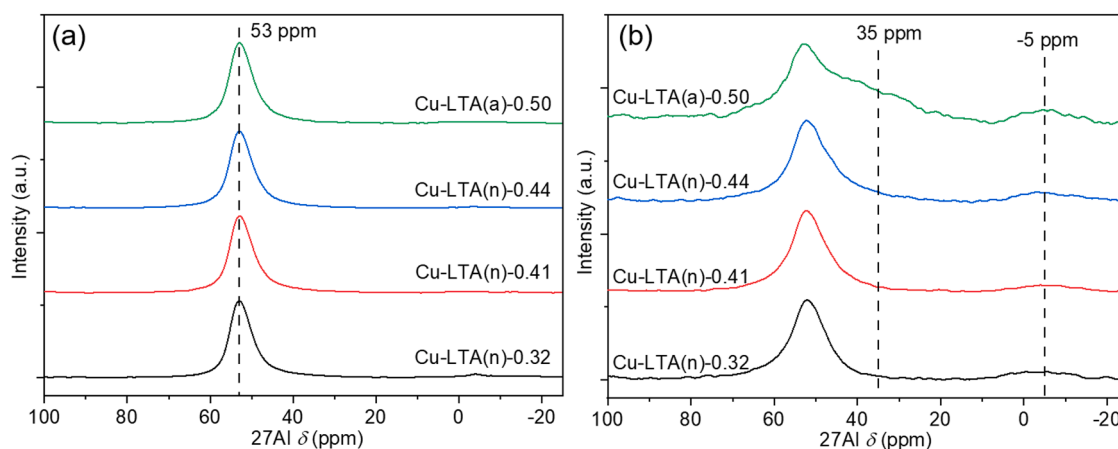 (a)
53 ppm
Cu-LTA(a)-0.50
Cu-LTA(n)-0.44
Cu-LTA(n)-0.41
Cu-LTA(n)-0.32
Intensity (a.u.)
100 80 60 40 20 0 -20
27Al δ (ppm)
(b)
35 ppm
-5 ppm
Cu-LTA(a)-0.50
Cu-LTA(n)-0.44
Cu-LTA(n)-0.41
Cu-LTA(n)-0.32
Intensity (a.u.)
100 80 60 40 20 0 -20
27Al δ (ppm)